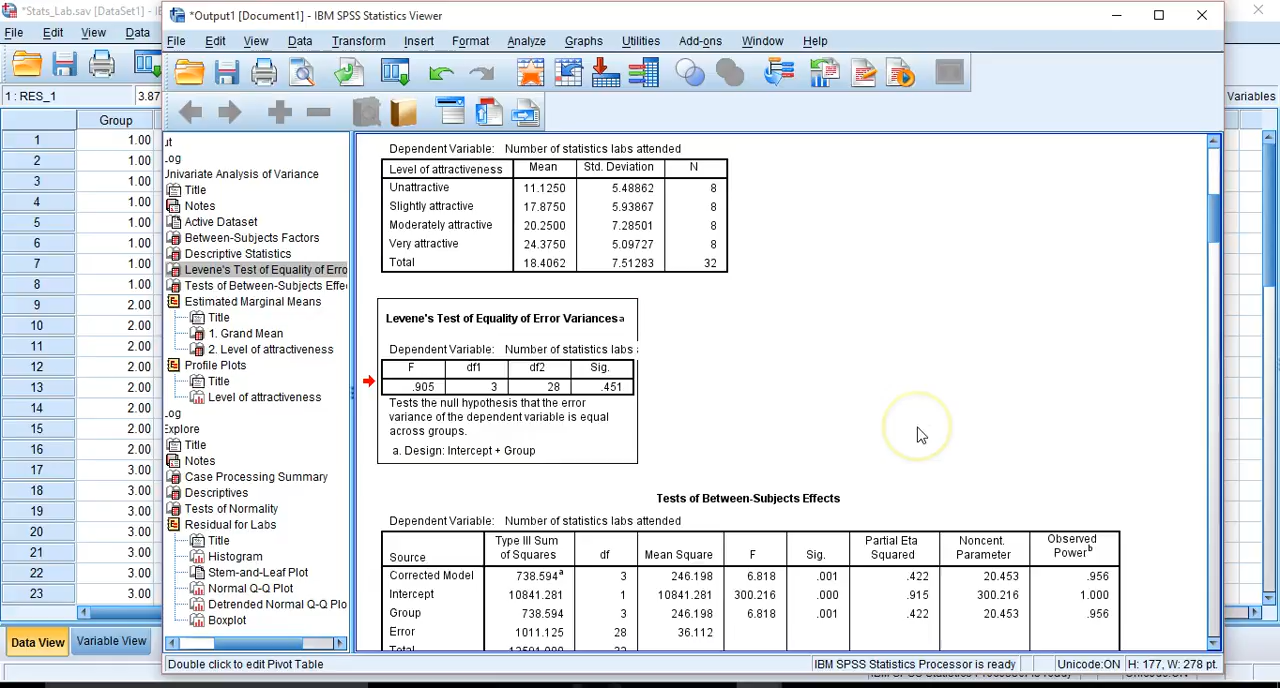 *Stats_Lab.sav [DataSet1] - IE
File Edit View Data
1 : RES_1 3.87
Group
1 1.00
2 1.00
3 1.00
4 1.00
5 1.00
6 1.00
7 1.00
8 1.00
9 2.00
10 2.00
11 2.00
12 2.00
13 2.00
14 2.00
15 2.00
16 2.00
17 3.00
18 3.00
19 3.00
20 3.00
21 3.00
22 3.00
23 3.00
Data View Variable View
Variables
*Output1 [Document1] - IBM SPSS Statistics Viewer
File Edit View Data Transform Insert Format Analyze Graphs Utilities Add-ons Window Help
ut
.og
Univariate Analysis of Variance
Title
Notes
Active Dataset
Between-Subjects Factors
Descriptive Statistics
Levene's Test of Equality of Erro
Tests of Between-Subjects Effe
Estimated Marginal Means
Title
1. Grand Mean
2. Level of attractiveness
Profile Plots
Title
Level of attractiveness
.og
Explore
Title
Notes
Case Processing Summary
Descriptives
Tests of Normality
Residual for Labs
Title
Histogram
Stem-and-Leaf Plot
Normal Q-Q Plot
Detrended Normal Q-Q Plo
Boxplot
Dependent Variable: Number of statistics labs attended
Level of attractiveness Mean Std. Deviation N
Unattractive 11.1250 5.48862 8
Slightly attractive 17.8750 5.93867 8
Moderately attractive 20.2500 7.28501 8
Very attractive 24.3750 5.09727 8
Total 18.4062 7.51283 32
Levene's Test of Equality of Error Variancesa
Dependent Variable: Number of statistics labs
F df1 df2 Sig.
.905 3 28 .451
Tests the null hypothesis that the error
variance of the dependent variable is equal
across groups.
a. Design: Intercept + Group
Tests of Between-Subjects Effects
Dependent Variable: Number of statistics labs attended
Source Type III Sum of Squares df Mean Square F Sig. Partial Eta Squared Noncent. Parameter Observed Powerb
Corrected Model 738.594a 3 246.198 6.818 .001 .422 20.453 .956
Intercept 10841.281 1 10841.281 300.216 .000 .915 300.216 1.000
Group 738.594 3 246.198 6.818 .001 .422 20.453 .956
Error 1011.125 28 36.112
Double click to edit Pivot Table IBM SPSS Statistics Processor is ready Unicode:ON H: 177, W: 278 pt.